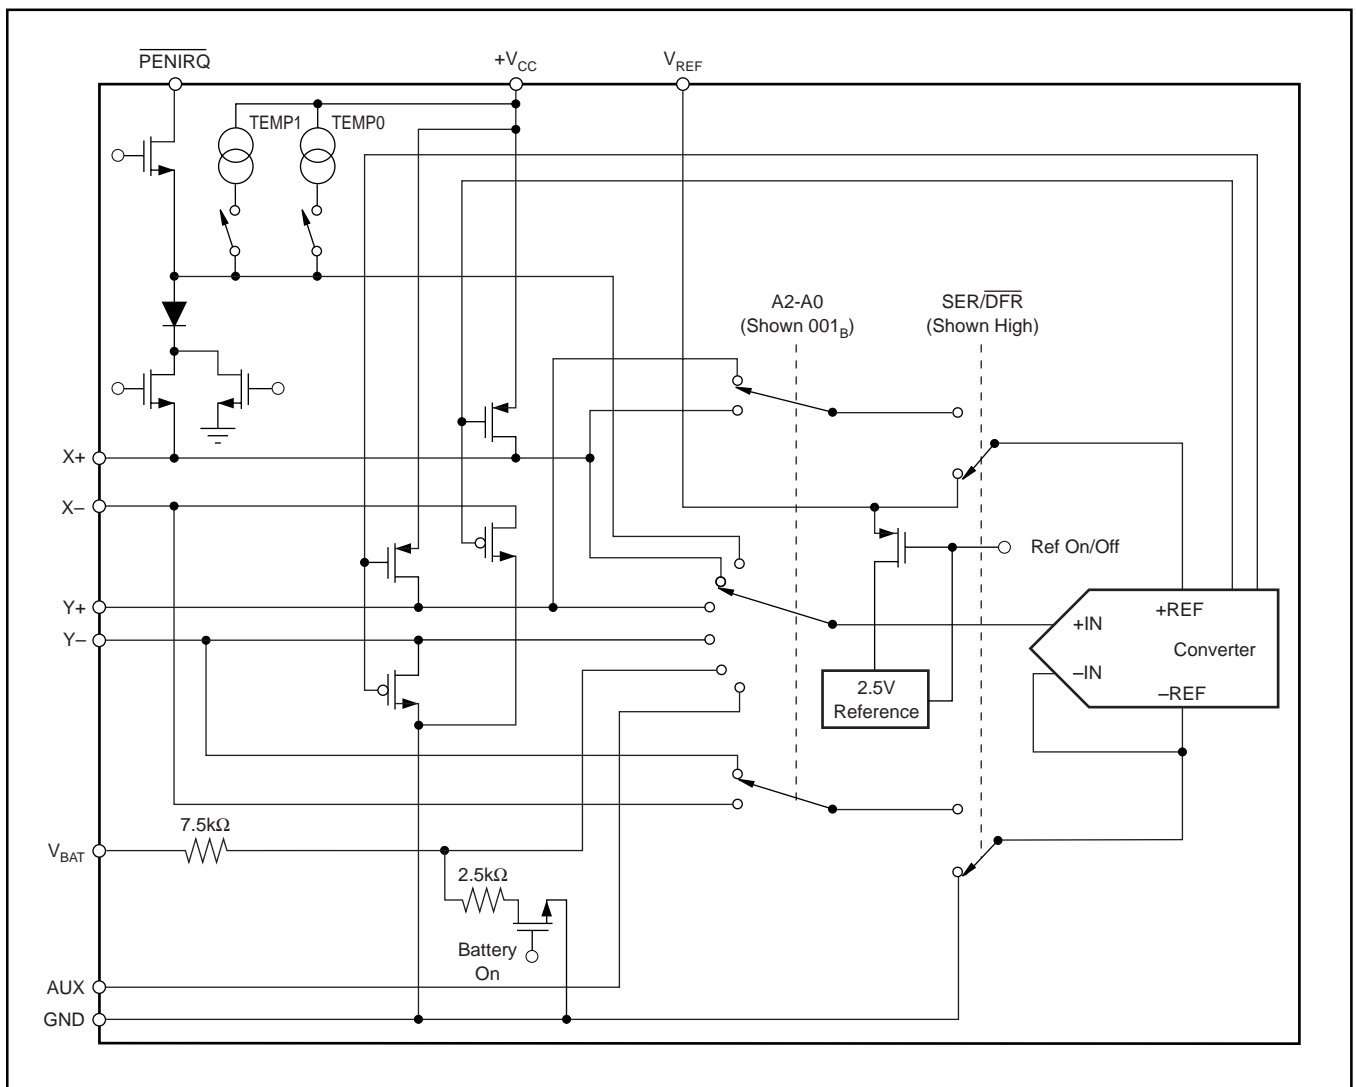 PENIRQ
+VCC
VREF
TEMP1
TEMP0
A2-A0
(Shown 001B)
SER/DFR
(Shown High)
X+
X–
Ref On/Off
Y+
Y–
+IN
+REF
Converter
–IN
–REF
2.5V
Reference
7.5kΩ
VBAT
2.5kΩ
Battery
On
AUX
GND